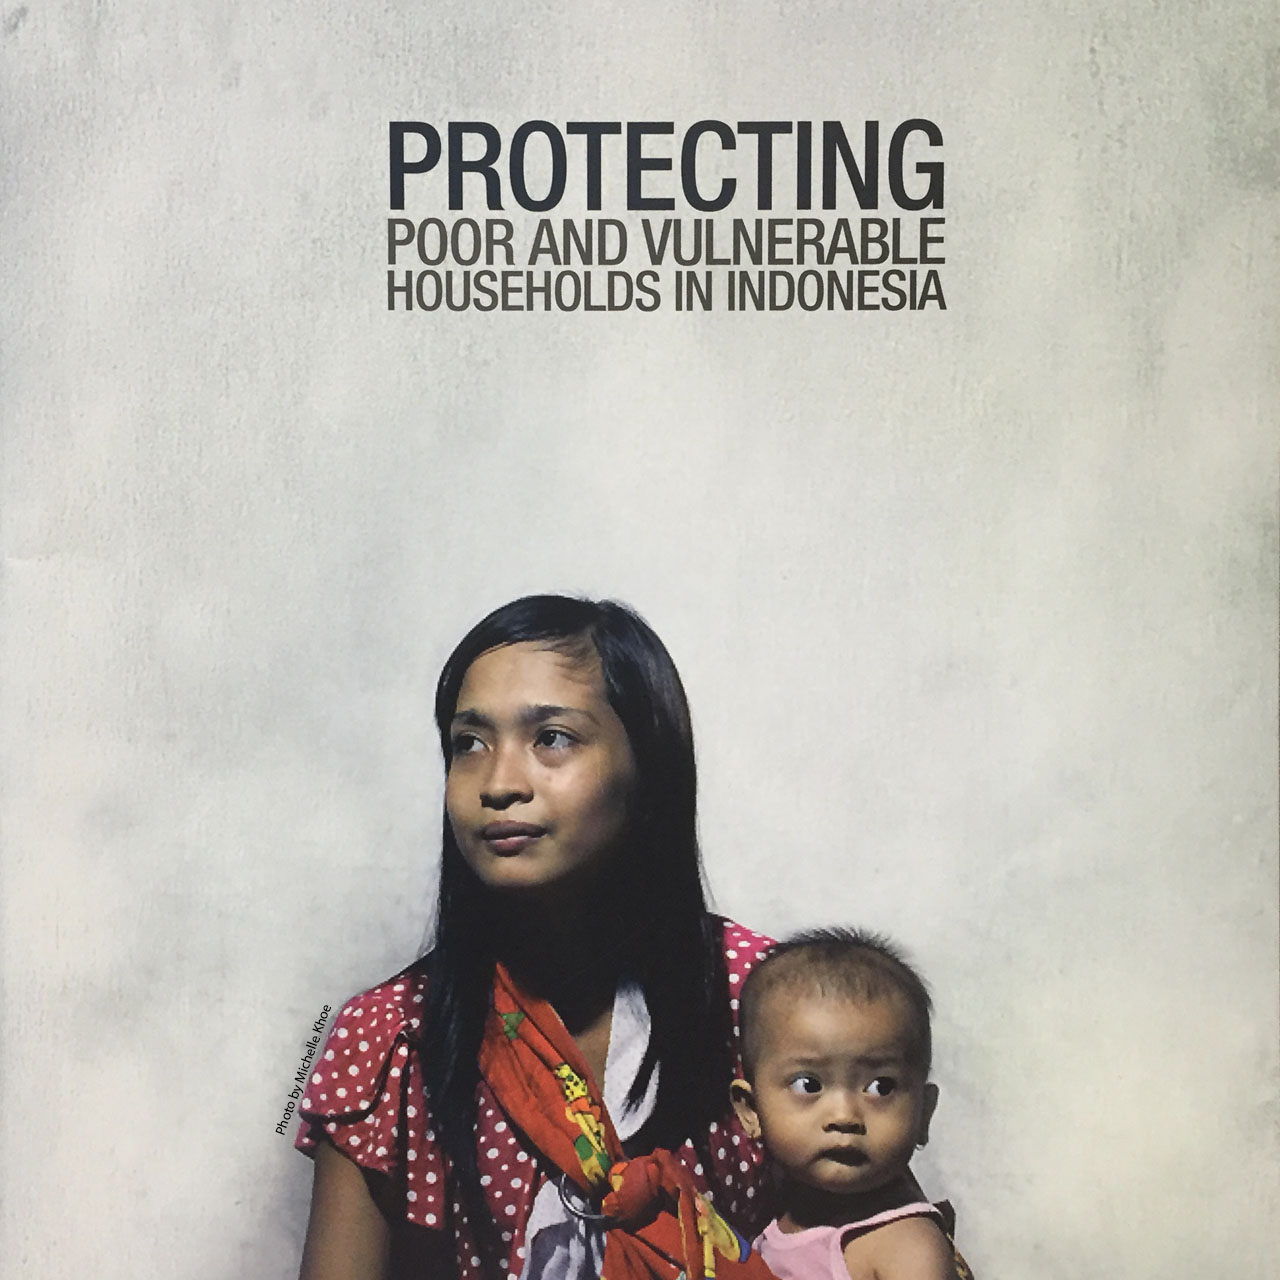 PROTECTING
POOR AND VULNERABLE
HOUSEHOLDS IN INDONESIA
Photo by Michelle Khoe